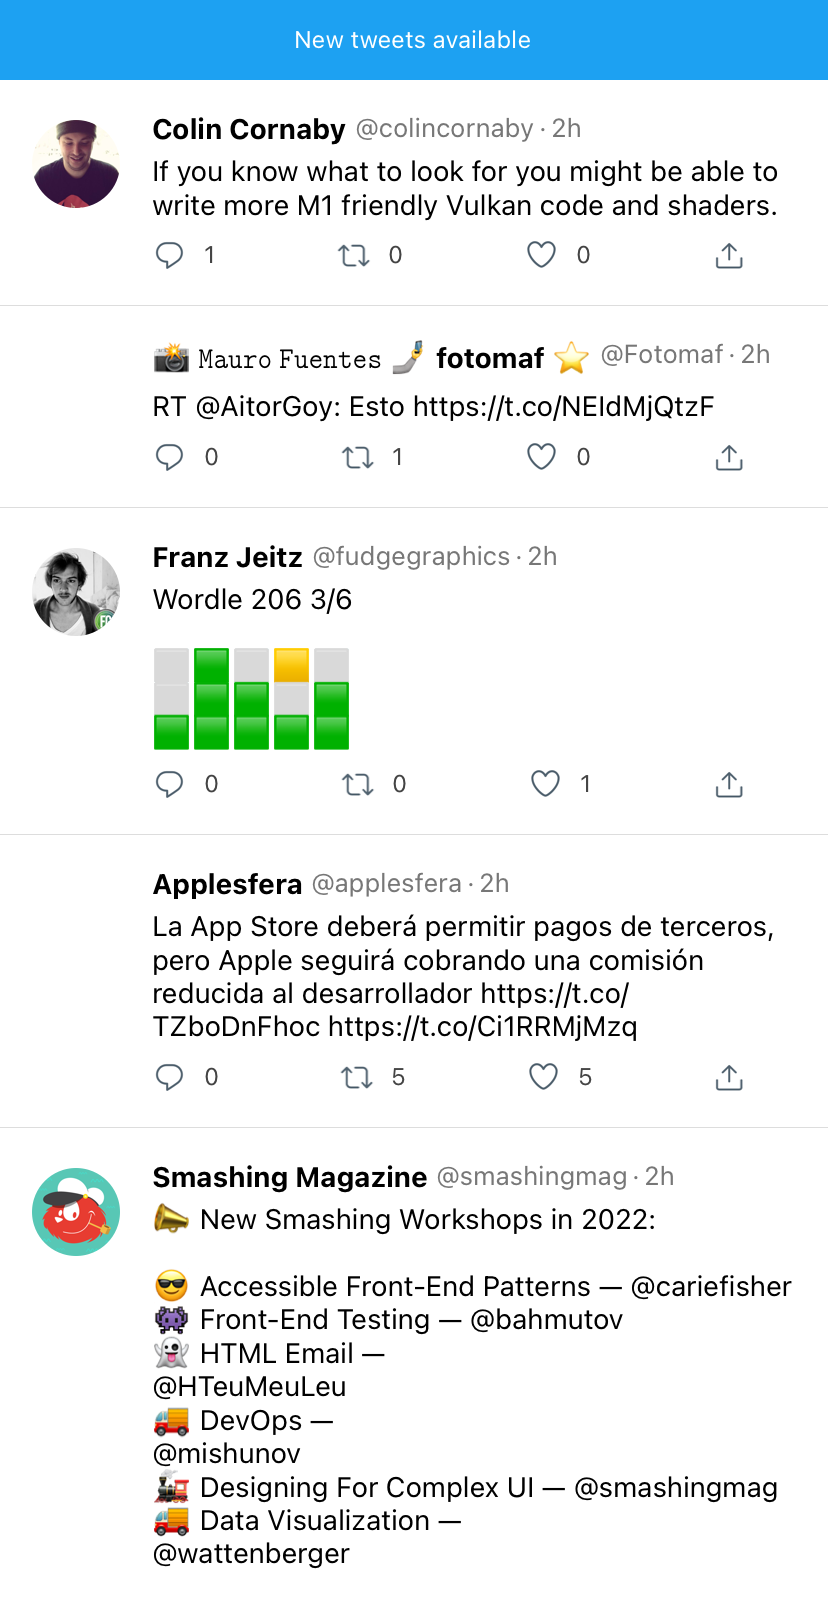 New tweets available
Colin Cornaby @colincornaby · 2h
If you know what to look for you might be able to
write more M1 friendly Vulkan code and shaders.
1 0 0
📸 𝙼𝚊𝚞𝚛𝚘 𝙵𝚞𝚎𝚗𝚝𝚎𝚜 🤳 fotomaf ⭐ @Fotomaf · 2h
RT @AitorGoy: Esto https://t.co/NEIdMjQtzF
0 1 0
Franz Jeitz @fudgegraphics · 2h
Wordle 206 3/6
⬜🟩⬜🟨⬜
⬜🟩🟩⬜🟩
🟩🟩🟩🟩🟩
0 0 1
Applesfera @applesfera · 2h
La App Store deberá permitir pagos de terceros,
pero Apple seguirá cobrando una comisión
reducida al desarrollador https://t.co/
TZboDnFhoc https://t.co/Ci1RRMjMzq
0 5 5
Smashing Magazine @smashingmag · 2h
📣 New Smashing Workshops in 2022:
😎 Accessible Front-End Patterns — @cariefisher
👾 Front-End Testing — @bahmutov
👻 HTML Email —
@HTeuMeuLeu
🚚 DevOps —
@mishunov
🚂 Designing For Complex UI — @smashingmag
🚚 Data Visualization —
@wattenberger